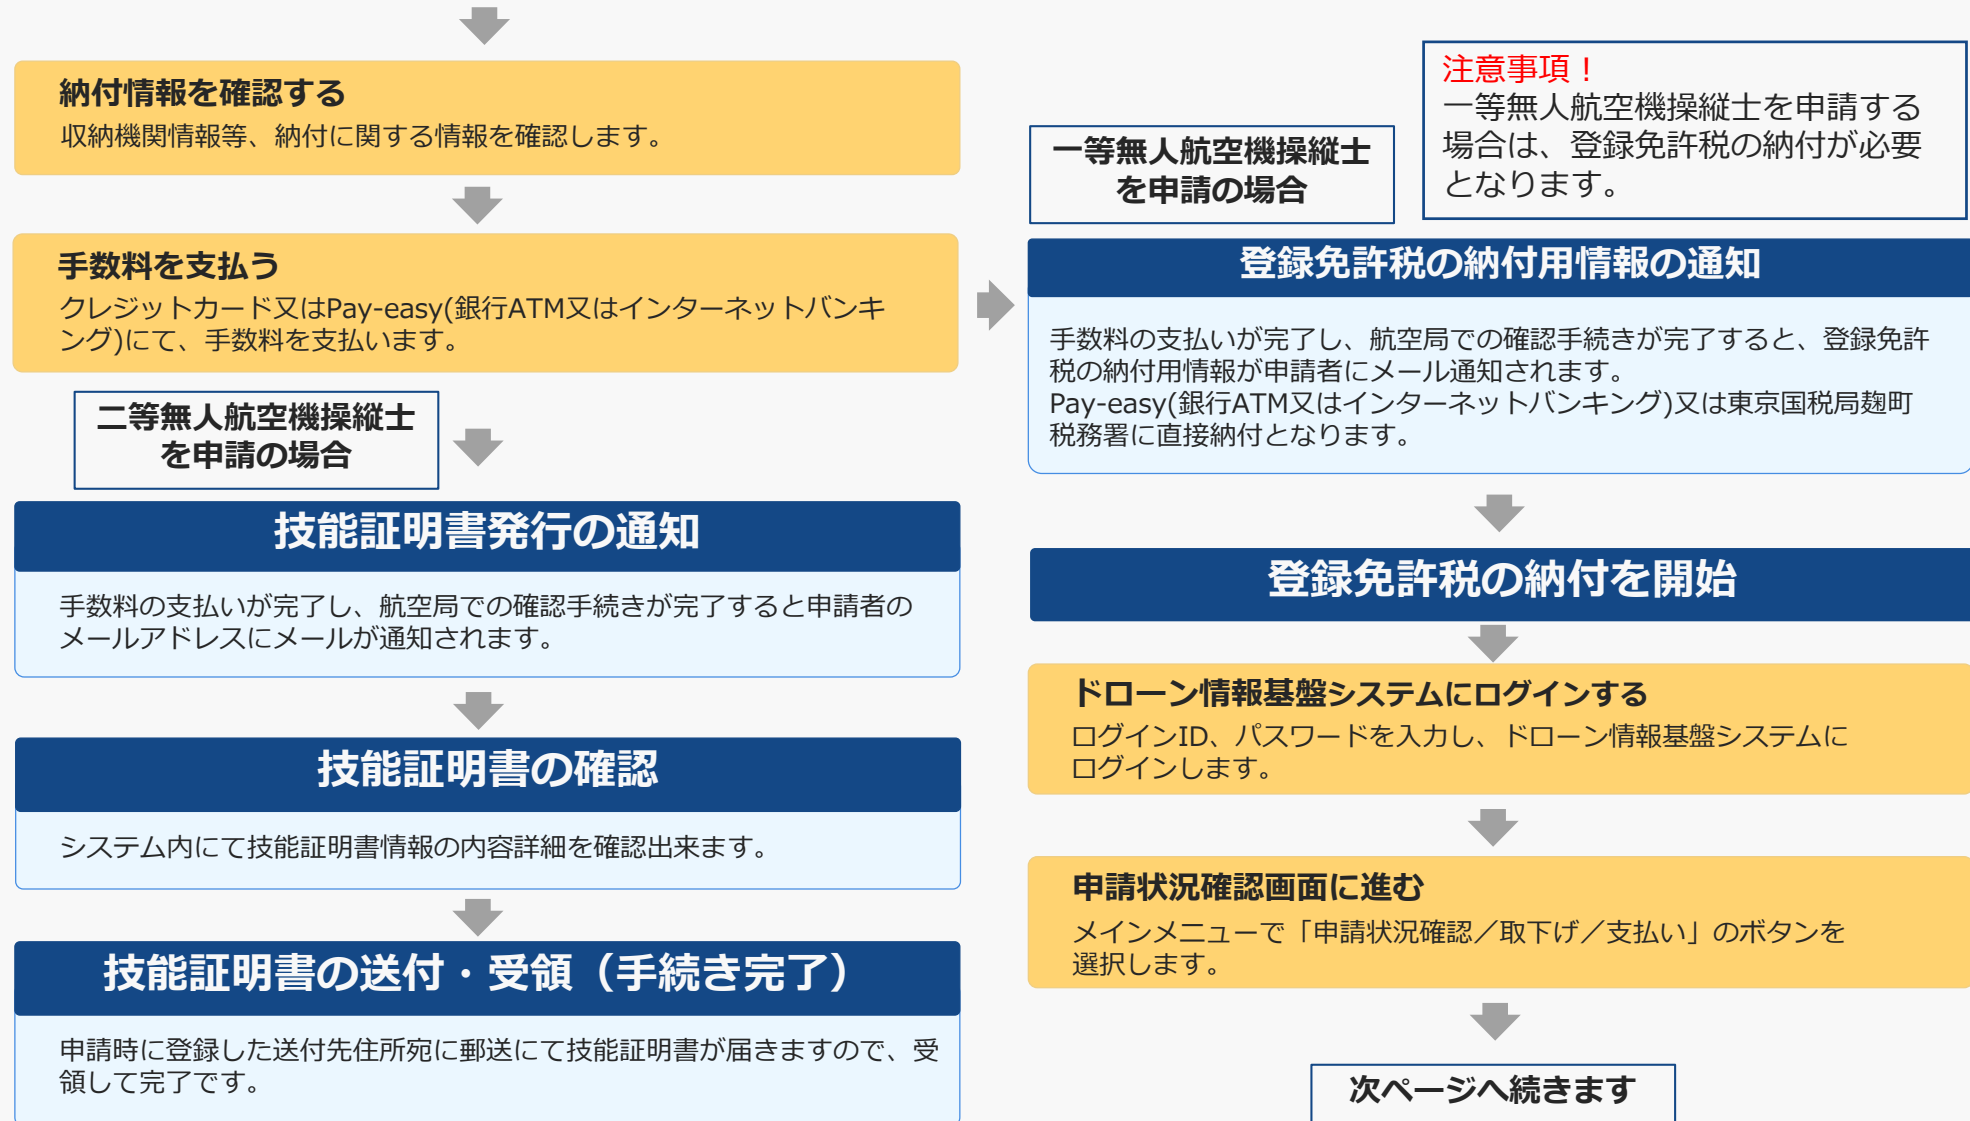 納付情報を確認する
収納機関情報等、納付に関する情報を確認します。
手数料を支払う
クレジットカード又はPay-easy(銀行ATM又はインターネットバンキ
ング)にて、手数料を支払います。
二等無人航空機操縦士
を申請の場合
技能証明書発行の通知
手数料の支払いが完了し、航空局での確認手続きが完了すると申請者の
メールアドレスにメールが通知されます。
技能証明書の確認
システム内にて技能証明書情報の内容詳細を確認出来ます。
技能証明書の送付・受領（手続き完了）
申請時に登録した送付先住所宛に郵送にて技能証明書が届きますので、受
領して完了です。
一等無人航空機操縦士
を申請の場合
注意事項！
一等無人航空機操縦士を申請する
場合は、登録免許税の納付が必要
となります。
登録免許税の納付用情報の通知
手数料の支払いが完了し、航空局での確認手続きが完了すると、登録免許
税の納付用情報が申請者にメール通知されます。
Pay-easy(銀行ATM又はインターネットバンキング)又は東京国税局麹町
税務署に直接納付となります。
登録免許税の納付を開始
ドローン情報基盤システムにログインする
ログインID、パスワードを入力し、ドローン情報基盤システムに
ログインします。
申請状況確認画面に進む
メインメニューで「申請状況確認／取下げ／支払い」のボタンを
選択します。
次ページへ続きます